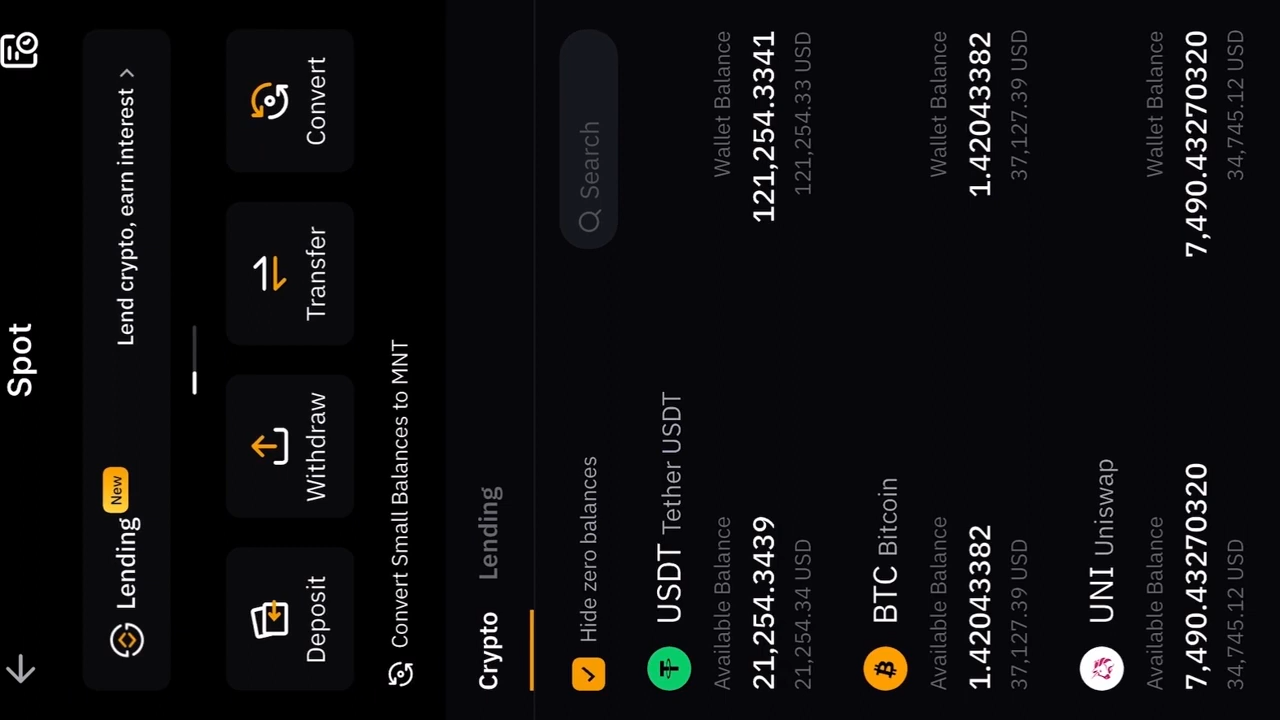 Spot
Lending New Lend crypto, earn interest >
Deposit Withdraw Transfer Convert
Convert Small Balances to MNT
Crypto Lending
Hide zero balances Search
USDT Tether USDT
Available Balance Wallet Balance
21,254.3439 121,254.3341
21,254.34 USD 121,254.33 USD
BTC Bitcoin
Available Balance Wallet Balance
1.42043382 1.42043382
37,127.39 USD 37,127.39 USD
UNI Uniswap
Available Balance Wallet Balance
7,490.43270320 7,490.43270320
34,745.12 USD 34,745.12 USD